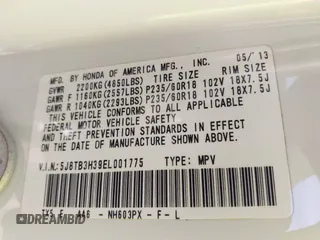 MFD. BY HONDA OF AMERICA MFG., INC. 05/13
GVWR 2200KG(4850LBS) TIRE SIZE RIM SIZE
GAWR F 1160KG(2557LBS)P235/60R18 102V 18X7.5J
GAWR R 1040KG(2293LBS)P235/60R18 102V 18X7.5J
THIS VEHICLE CONFORMS TO ALL APPLICABLE
FEDERAL MOTOR VEHICLE SAFETY
AND THEFT PREVENTION STANDARDS IN EFFECT
ON THE DATE OF MANUFACTURE SHOWN ABOVE.
V.I.N:5J8TB3H39EL001775 TYPE: MPV
NH603PX-F-L
DREAMBID